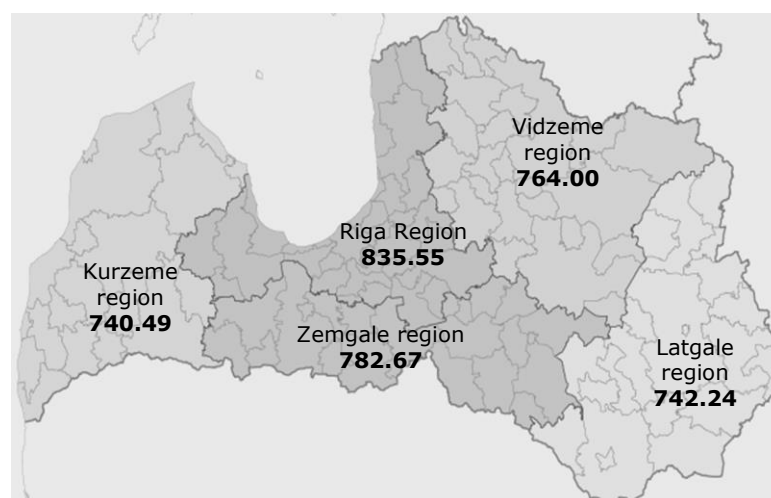 Vidzeme
region
764.00
Riga Region
835.55
Kurzeme
region
740.49
Zemgale region
782.67
Latgale
region
742.24